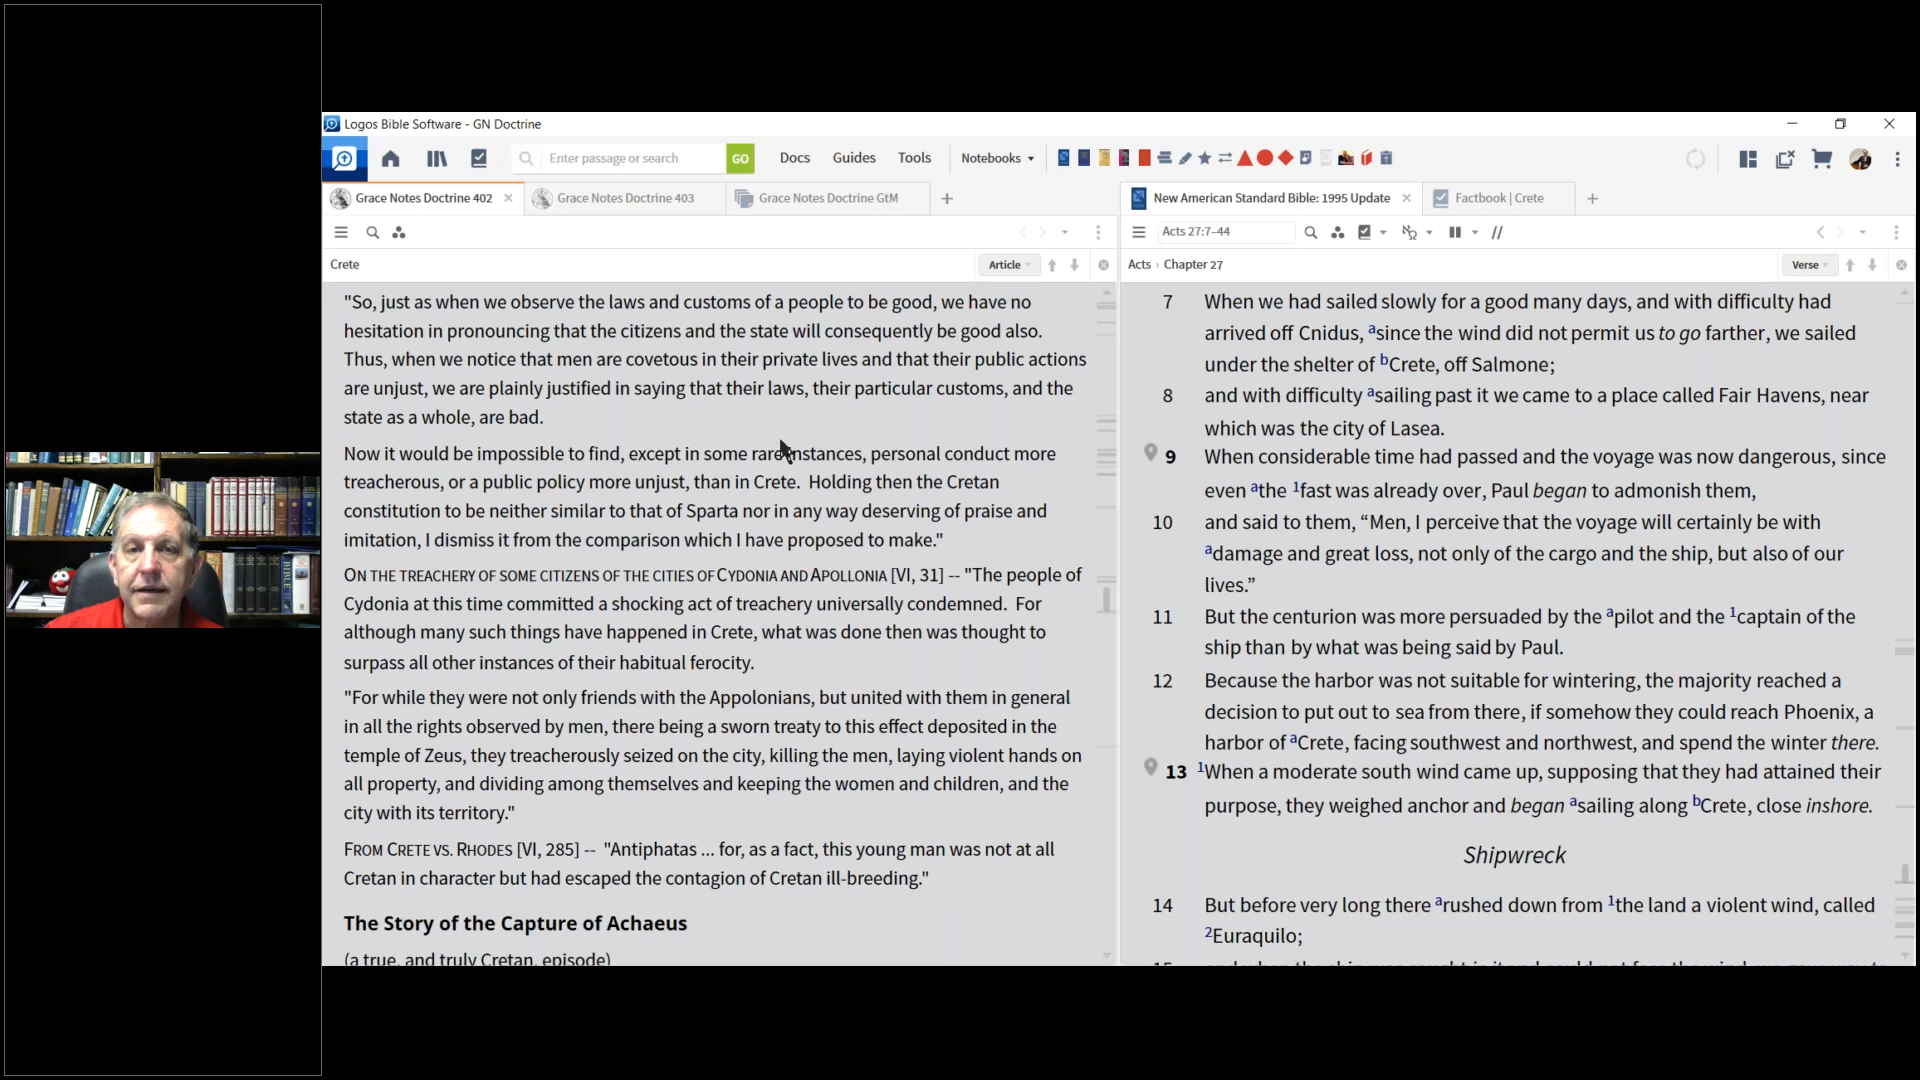 Logos Bible Software - GN Doctrine
Enter passage or search
GO
Docs
Guides
Tools
Notebooks
Grace Notes Doctrine 402
Grace Notes Doctrine 403
Grace Notes Doctrine GtM
Crete
Article
"So, just as when we observe the laws and customs of a people to be good, we have no
hesitation in pronouncing that the citizens and the state will consequently be good also.
Thus, when we notice that men are covetous in their private lives and that their public actions
are unjust, we are plainly justified in saying that their laws, their particular customs, and the
state as a whole, are bad.
Now it would be impossible to find, except in some rare instances, personal conduct more
treacherous, or a public policy more unjust, than in Crete. Holding then the Cretan
constitution to be neither similar to that of Sparta nor in any way deserving of praise and
imitation, I dismiss it from the comparison which I have proposed to make."
ON THE TREACHERY OF SOME CITIZENS OF THE CITIES OF CYDONIA AND APOLLONIA [VI, 31] -- "The people of
Cydonia at this time committed a shocking act of treachery universally condemned. For
although many such things have happened in Crete, what was done then was thought to
surpass all other instances of their habitual ferocity.
"For while they were not only friends with the Appolonians, but united with them in general
in all the rights observed by men, there being a sworn treaty to this effect deposited in the
temple of Zeus, they treacherously seized on the city, killing the men, laying violent hands on
all property, and dividing among themselves and keeping the women and children, and the
city with its territory."
FROM CRETE VS. RHODES [VI, 285] -- "Antiphatas ... for, as a fact, this young man was not at all
Cretan in character but had escaped the contagion of Cretan ill-breeding."
The Story of the Capture of Achaeus
(a true, and truly Cretan, episode)
New American Standard Bible: 1995 Update
Factbook | Crete
Acts 27:7–44
Acts › Chapter 27
Verse
7 When we had sailed slowly for a good many days, and with difficulty had
arrived off Cnidus, a since the wind did not permit us to go farther, we sailed
under the shelter of b Crete, off Salmone;
8 and with difficulty a sailing past it we came to a place called Fair Havens, near
which was the city of Lasea.
9 When considerable time had passed and the voyage was now dangerous, since
even a the 1 fast was already over, Paul began to admonish them,
10 and said to them, “Men, I perceive that the voyage will certainly be with
a damage and great loss, not only of the cargo and the ship, but also of our
lives.”
11 But the centurion was more persuaded by the a pilot and the 1 captain of the
ship than by what was being said by Paul.
12 Because the harbor was not suitable for wintering, the majority reached a
decision to put out to sea from there, if somehow they could reach Phoenix, a
harbor of a Crete, facing southwest and northwest, and spend the winter there.
13 1 When a moderate south wind came up, supposing that they had attained their
purpose, they weighed anchor and began a sailing along b Crete, close inshore.
Shipwreck
14 But before very long there a rushed down from 1 the land a violent wind, called
2 Euraquilo;
BIBLE